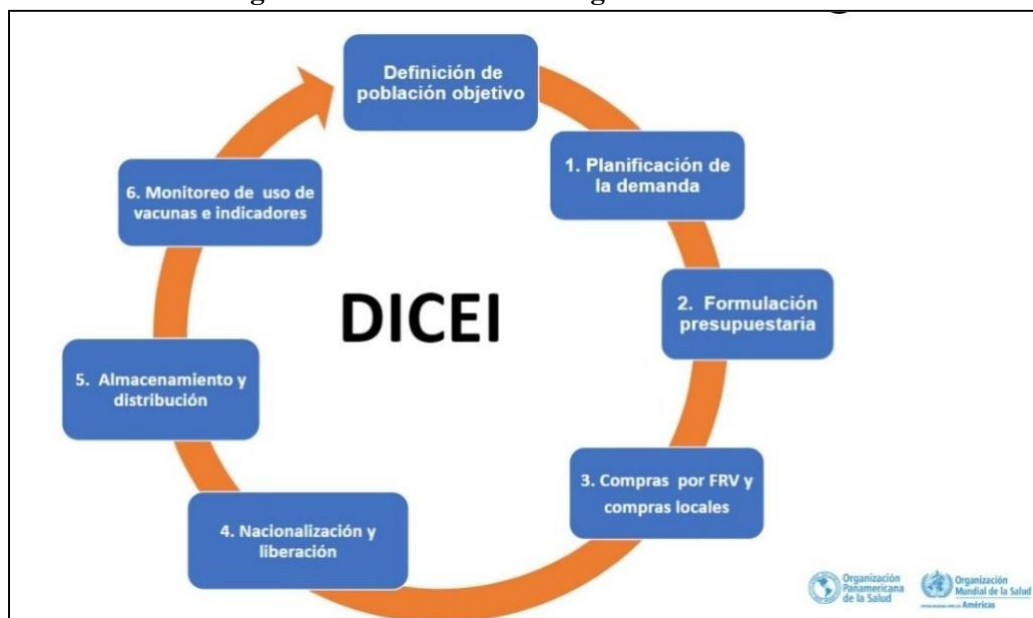 Definición de
población objetivo
1. Planificación de
la demanda
2. Formulación
presupuestaria
3. Compras por FRV y
compras locales
4. Nacionalización y
liberación
5. Almacenamiento y
distribución
6. Monitoreo de uso de
vacunas e indicadores
DICEI
Organización
Panamericana
de la Salud
Organización
Mundial de la Salud
Américas